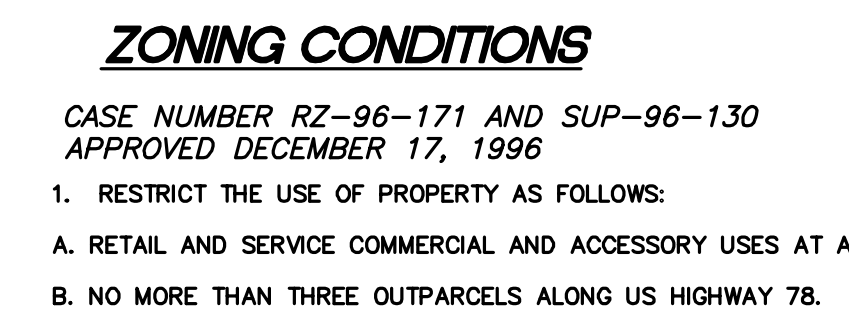 ZONING CONDITIONS
CASE NUMBER RZ-96-171 AND SUP-96-130
APPROVED DECEMBER 17, 1996
1. RESTRICT THE USE OF PROPERTY AS FOLLOWS:
A. RETAIL AND SERVICE COMMERCIAL AND ACCESSORY USES AT
B. NO MORE THAN THREE OUTPARCELS ALONG US HIGHWAY 78.